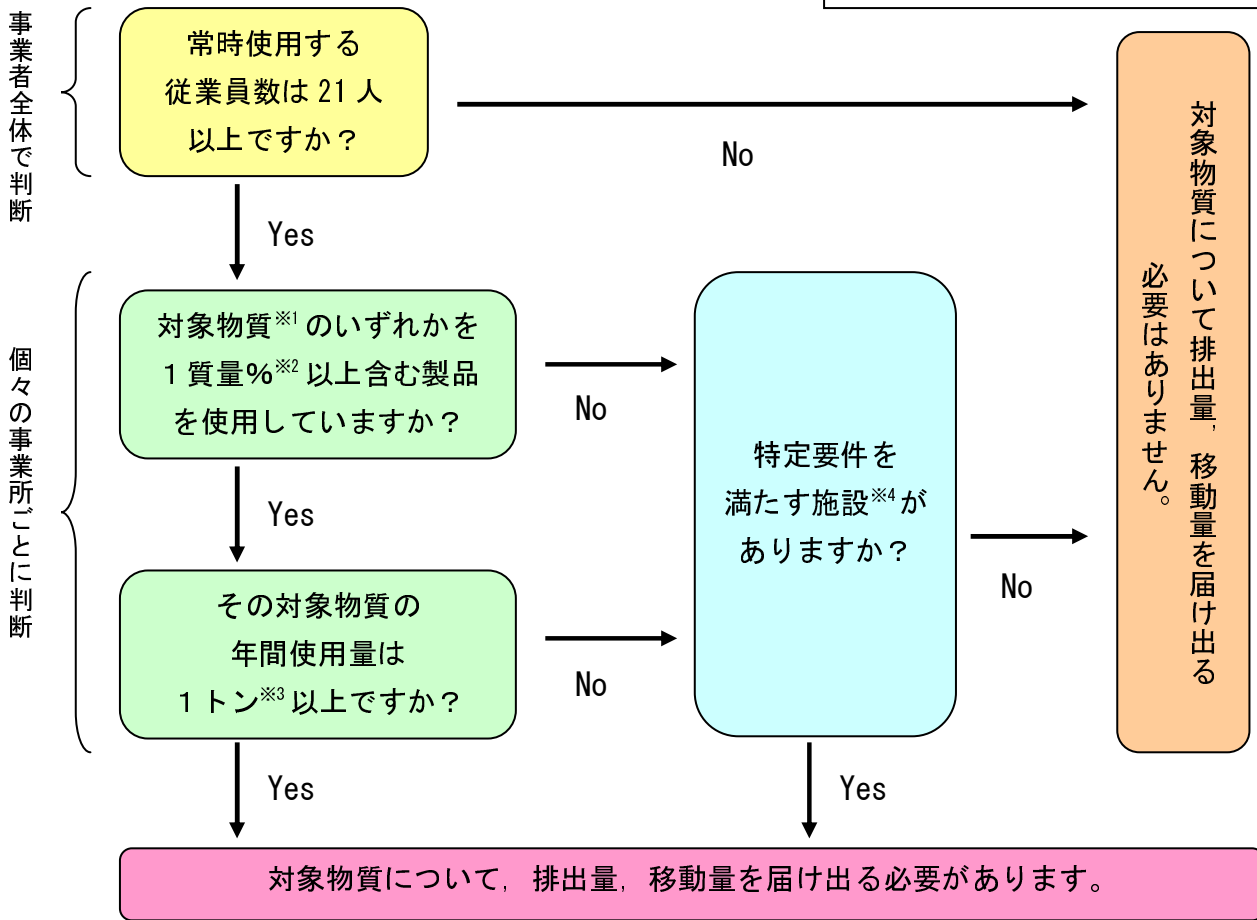 事業者全体で判断
常時使用する
従業員数は 21 人
以上ですか？
No
Yes
個々の事業所ごとに判断
対象物質※1 のいずれかを
1 質量%※2 以上含む製品
を使用していますか？
No
Yes
その対象物質の
年間使用量は
1 トン※3 以上ですか？
No
Yes
特定要件を
満たす施設※4 が
ありますか？
No
Yes
対象物質について排出量，移動量を届け出る
必要はありません。
対象物質について，排出量，移動量を届け出る必要があります。